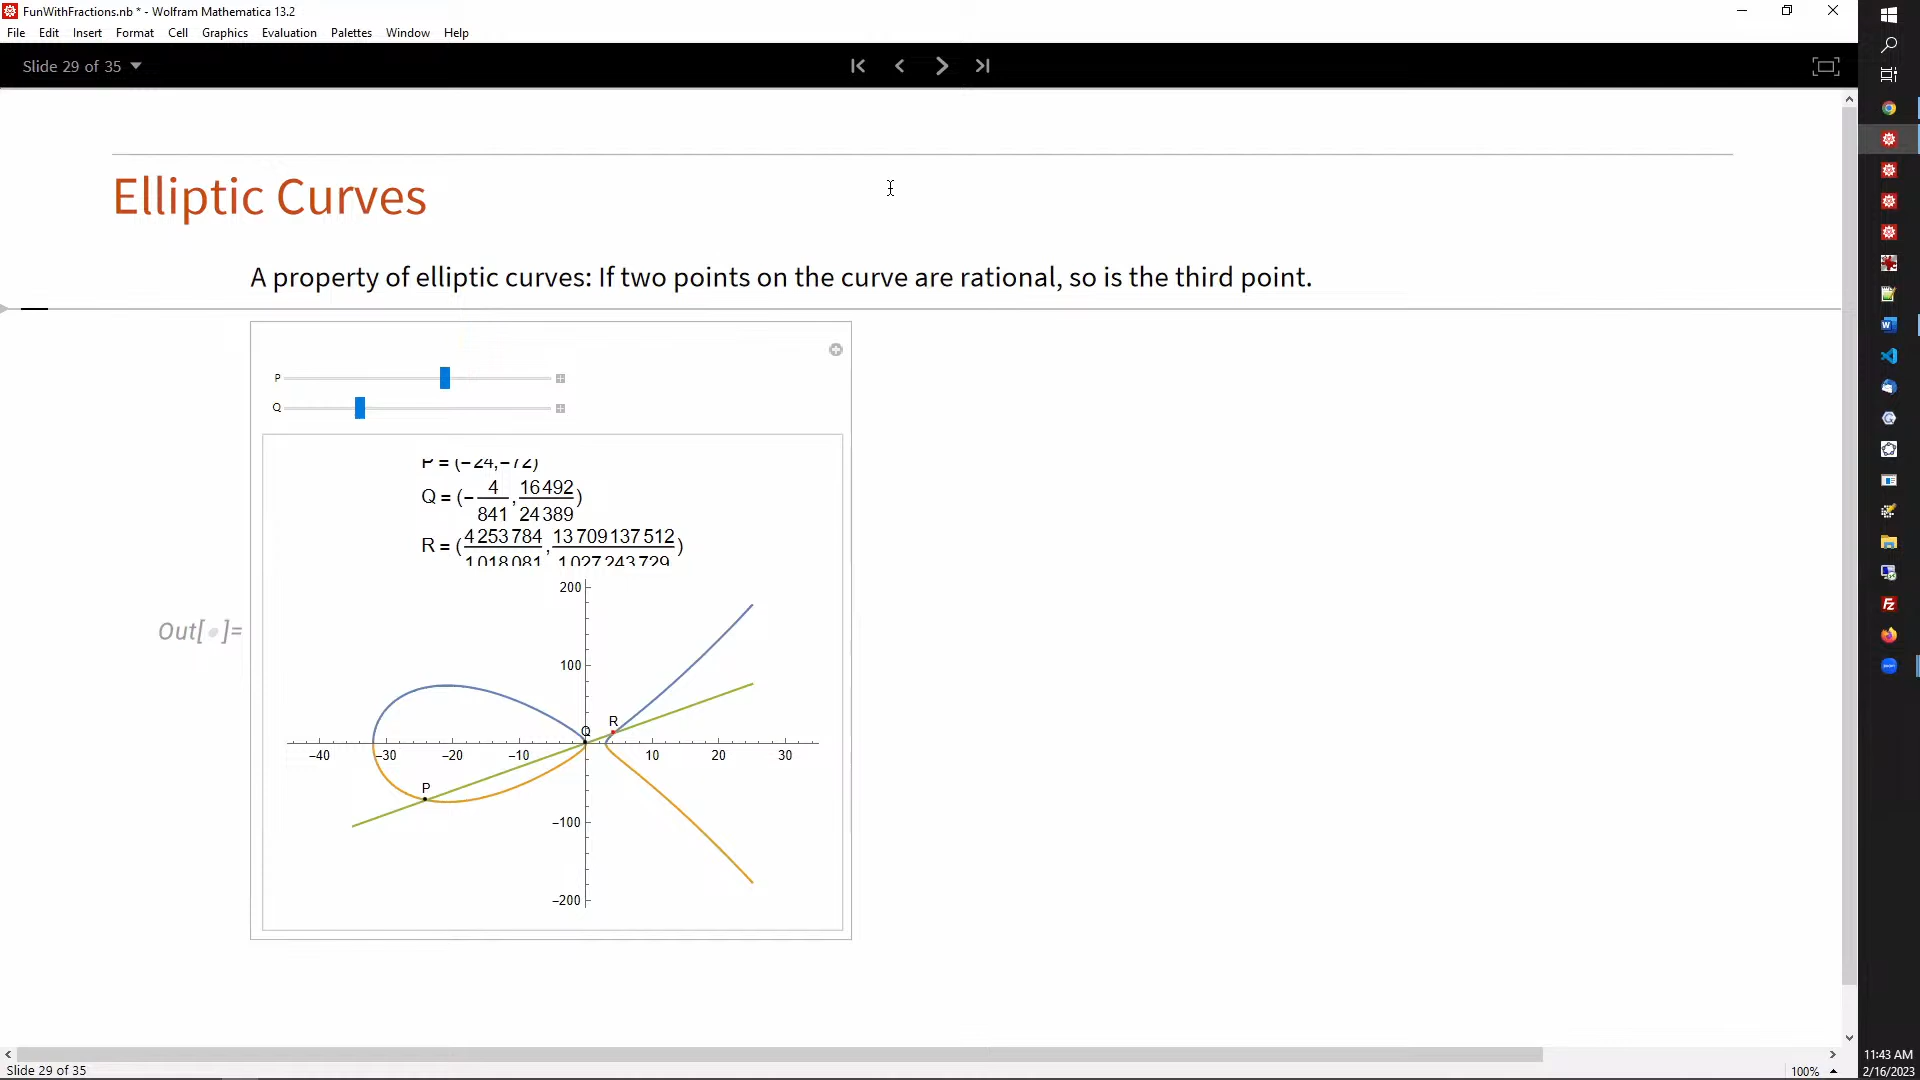 FunWithFractions.nb * - Wolfram Mathematica 13.2
File Edit Insert Format Cell Graphics Evaluation Palettes Window Help
Slide 29 of 35
Elliptic Curves
A property of elliptic curves: If two points on the curve are rational, so is the third point.
P
Q
P = (−24,−72)
Q = (−4/841,16492/24389)
R = (4253784/1018081,13709137512/1027243729)
Out[•]=
200
100
Q R
−40 −30 −20 −10 10 20 30
P
−100
−200
Slide 29 of 35
100%
11:43 AM
2/16/2023